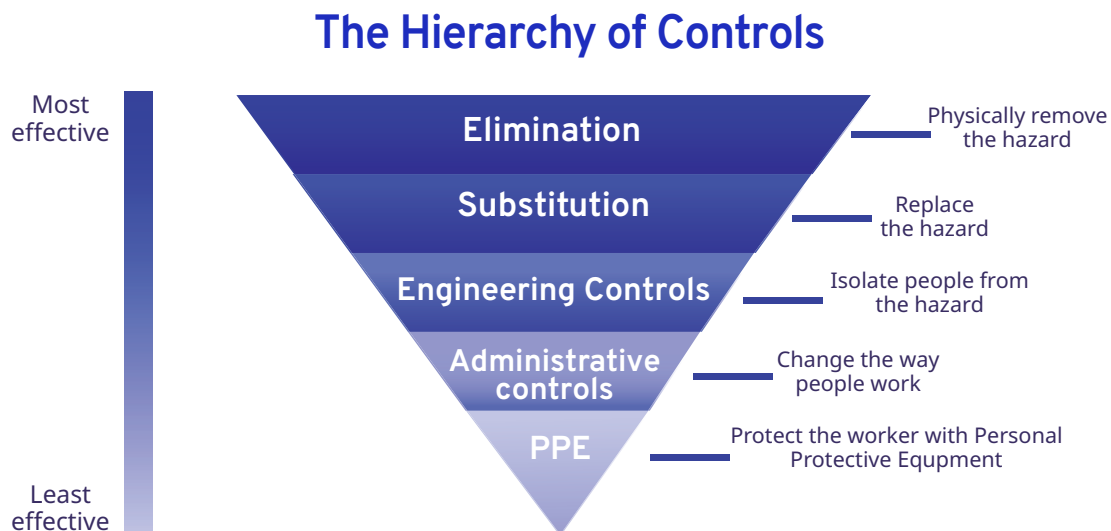 The Hierarchy of Controls
Most
effective
Elimination
Physically remove
the hazard
Substitution
Replace
the hazard
Engineering Controls
Isolate people from
the hazard
Administrative
controls
Change the way
people work
PPE
Protect the worker with Personal
Protective Equpment
Least
effective